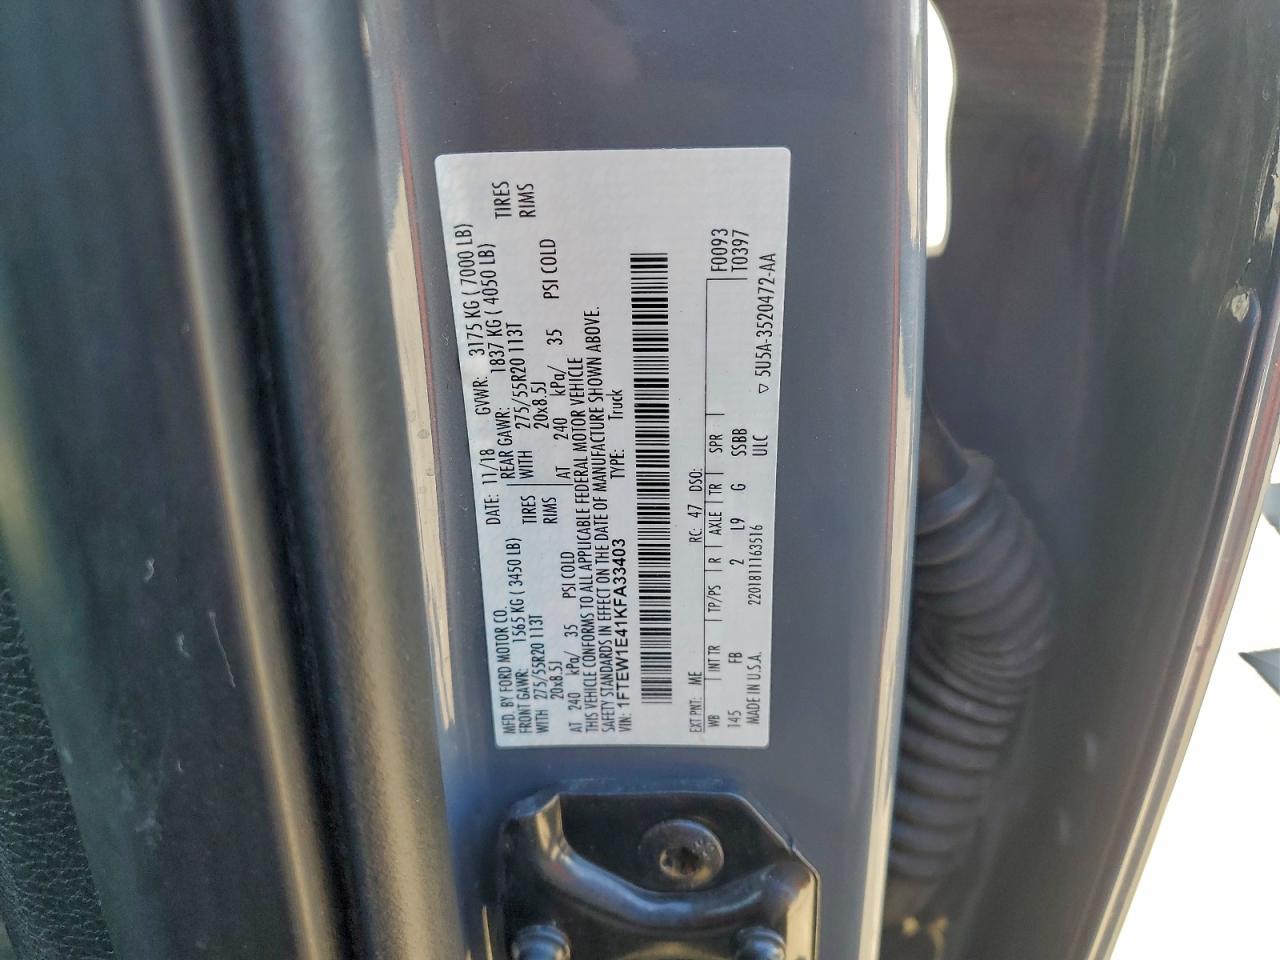 MFD. BY FORD MOTOR CO. DATE: 11/18 GVWR: 3175 KG ( 7000 LB)
FRONT GAWR: 1565 KG ( 3450 LB) REAR GAWR: 1837 KG ( 4050 LB)
WITH 275/55R20 113T TIRES WITH 275/55R20 113T TIRES
20x8.5J RIMS 20x8.5J RIMS
AT 240 kPa/ 35 PSI COLD AT 240 kPa/ 35 PSI COLD
THIS VEHICLE CONFORMS TO ALL APPLICABLE FEDERAL MOTOR VEHICLE
SAFETY STANDARDS IN EFFECT ON THE DATE OF MANUFACTURE SHOWN ABOVE.
VIN: 1FTEW1E41KFA33403 TYPE: Truck
EXT PNT: ME RC: 47 DSO:
WB INT TR TP/PS R AXLE TR SPR F0093
145 FB 2 L9 G SSBB T0397
MADE IN U.S.A. 2201811163516 ULC ▽ 5U5A-3520472-AA